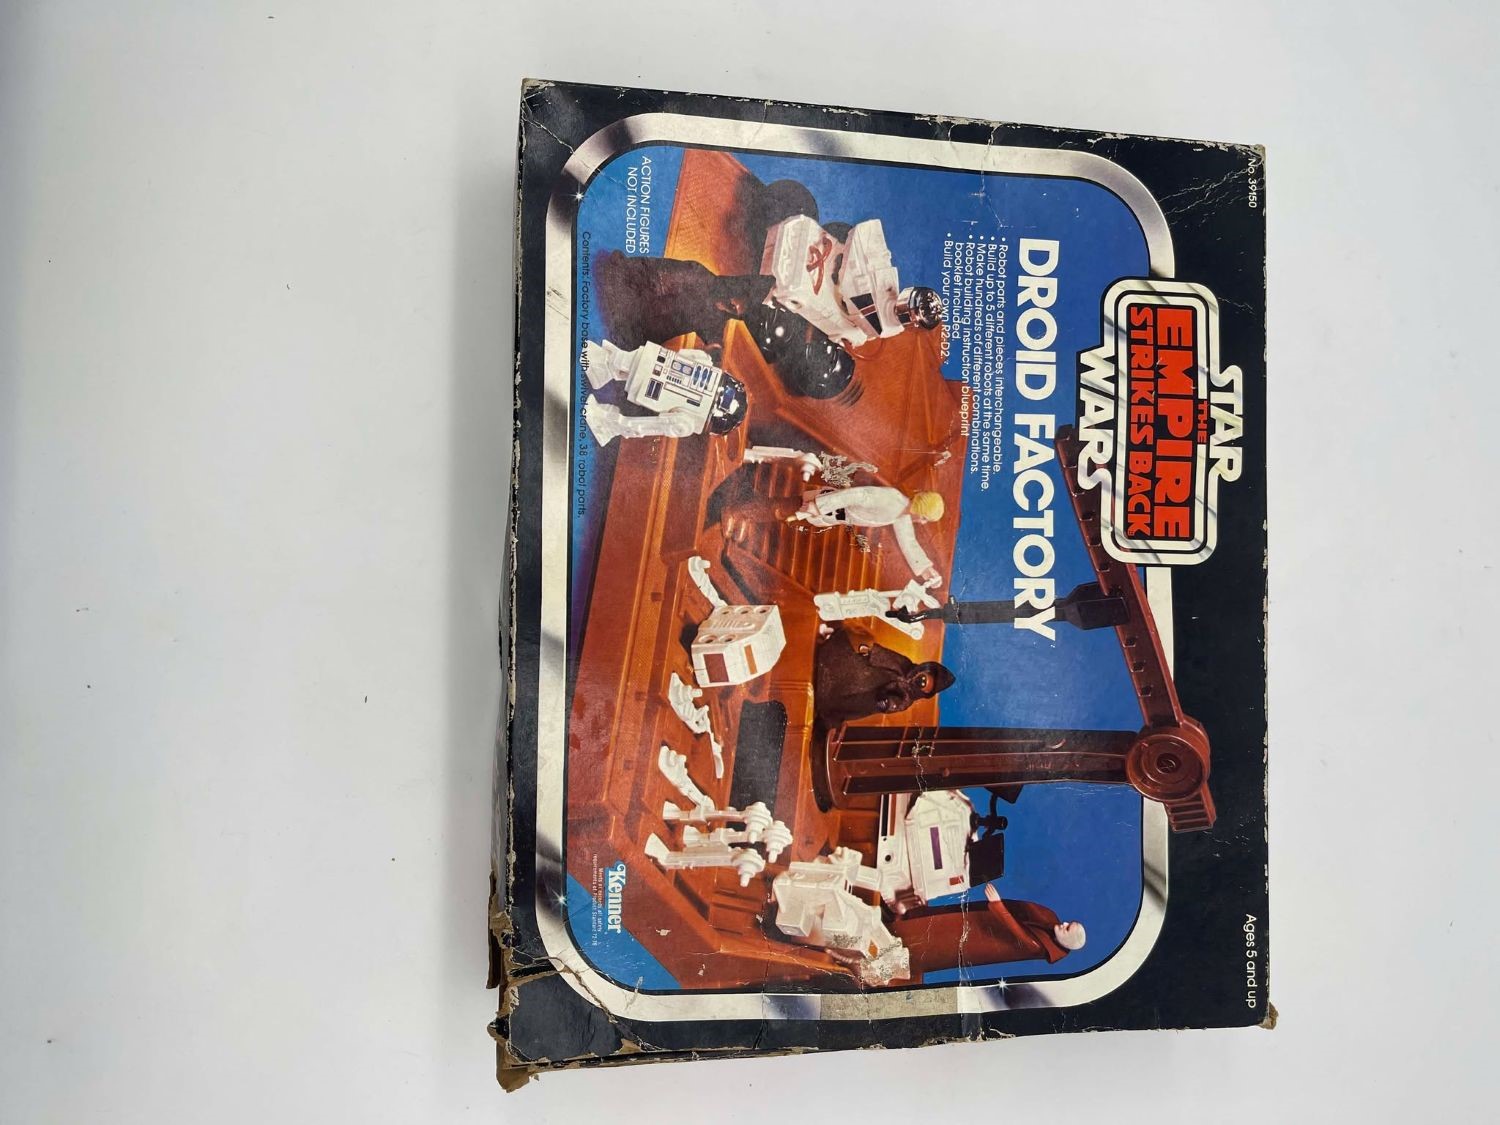 No. 39150
STAR
THE
EMPIRE
STRIKES BACK
WARS
Ages 5 and up
DROID FACTORY
• Robot parts and pieces interchangeable.
• Build up to 5 different robots at the same time.
• Make hundreds of different combinations.
• Robot building instruction blueprint
booklet included.
• Build your own R2-D2.
ACTION FIGURES
NOT INCLUDED
Contents: Factory base with swivel crane, 38 robot parts.
Kenner